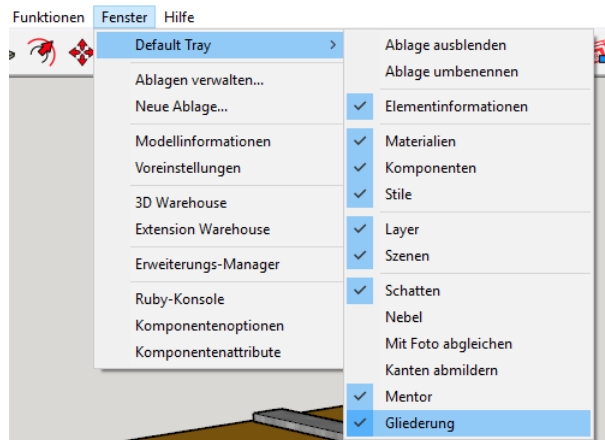 Funktionen Fenster Hilfe
Default Tray
Ablagen verwalten...
Neue Ablage...
Modellinformationen
Voreinstellungen
3D Warehouse
Extension Warehouse
Erweiterungs-Manager
Ruby-Konsole
Komponentenoptionen
Komponentenattribute
Ablage ausblenden
Ablage umbenennen
Elementinformationen
Materialien
Komponenten
Stile
Layer
Szenen
Schatten
Nebel
Mit Foto abgleichen
Kanten abmildern
Mentor
Gliederung